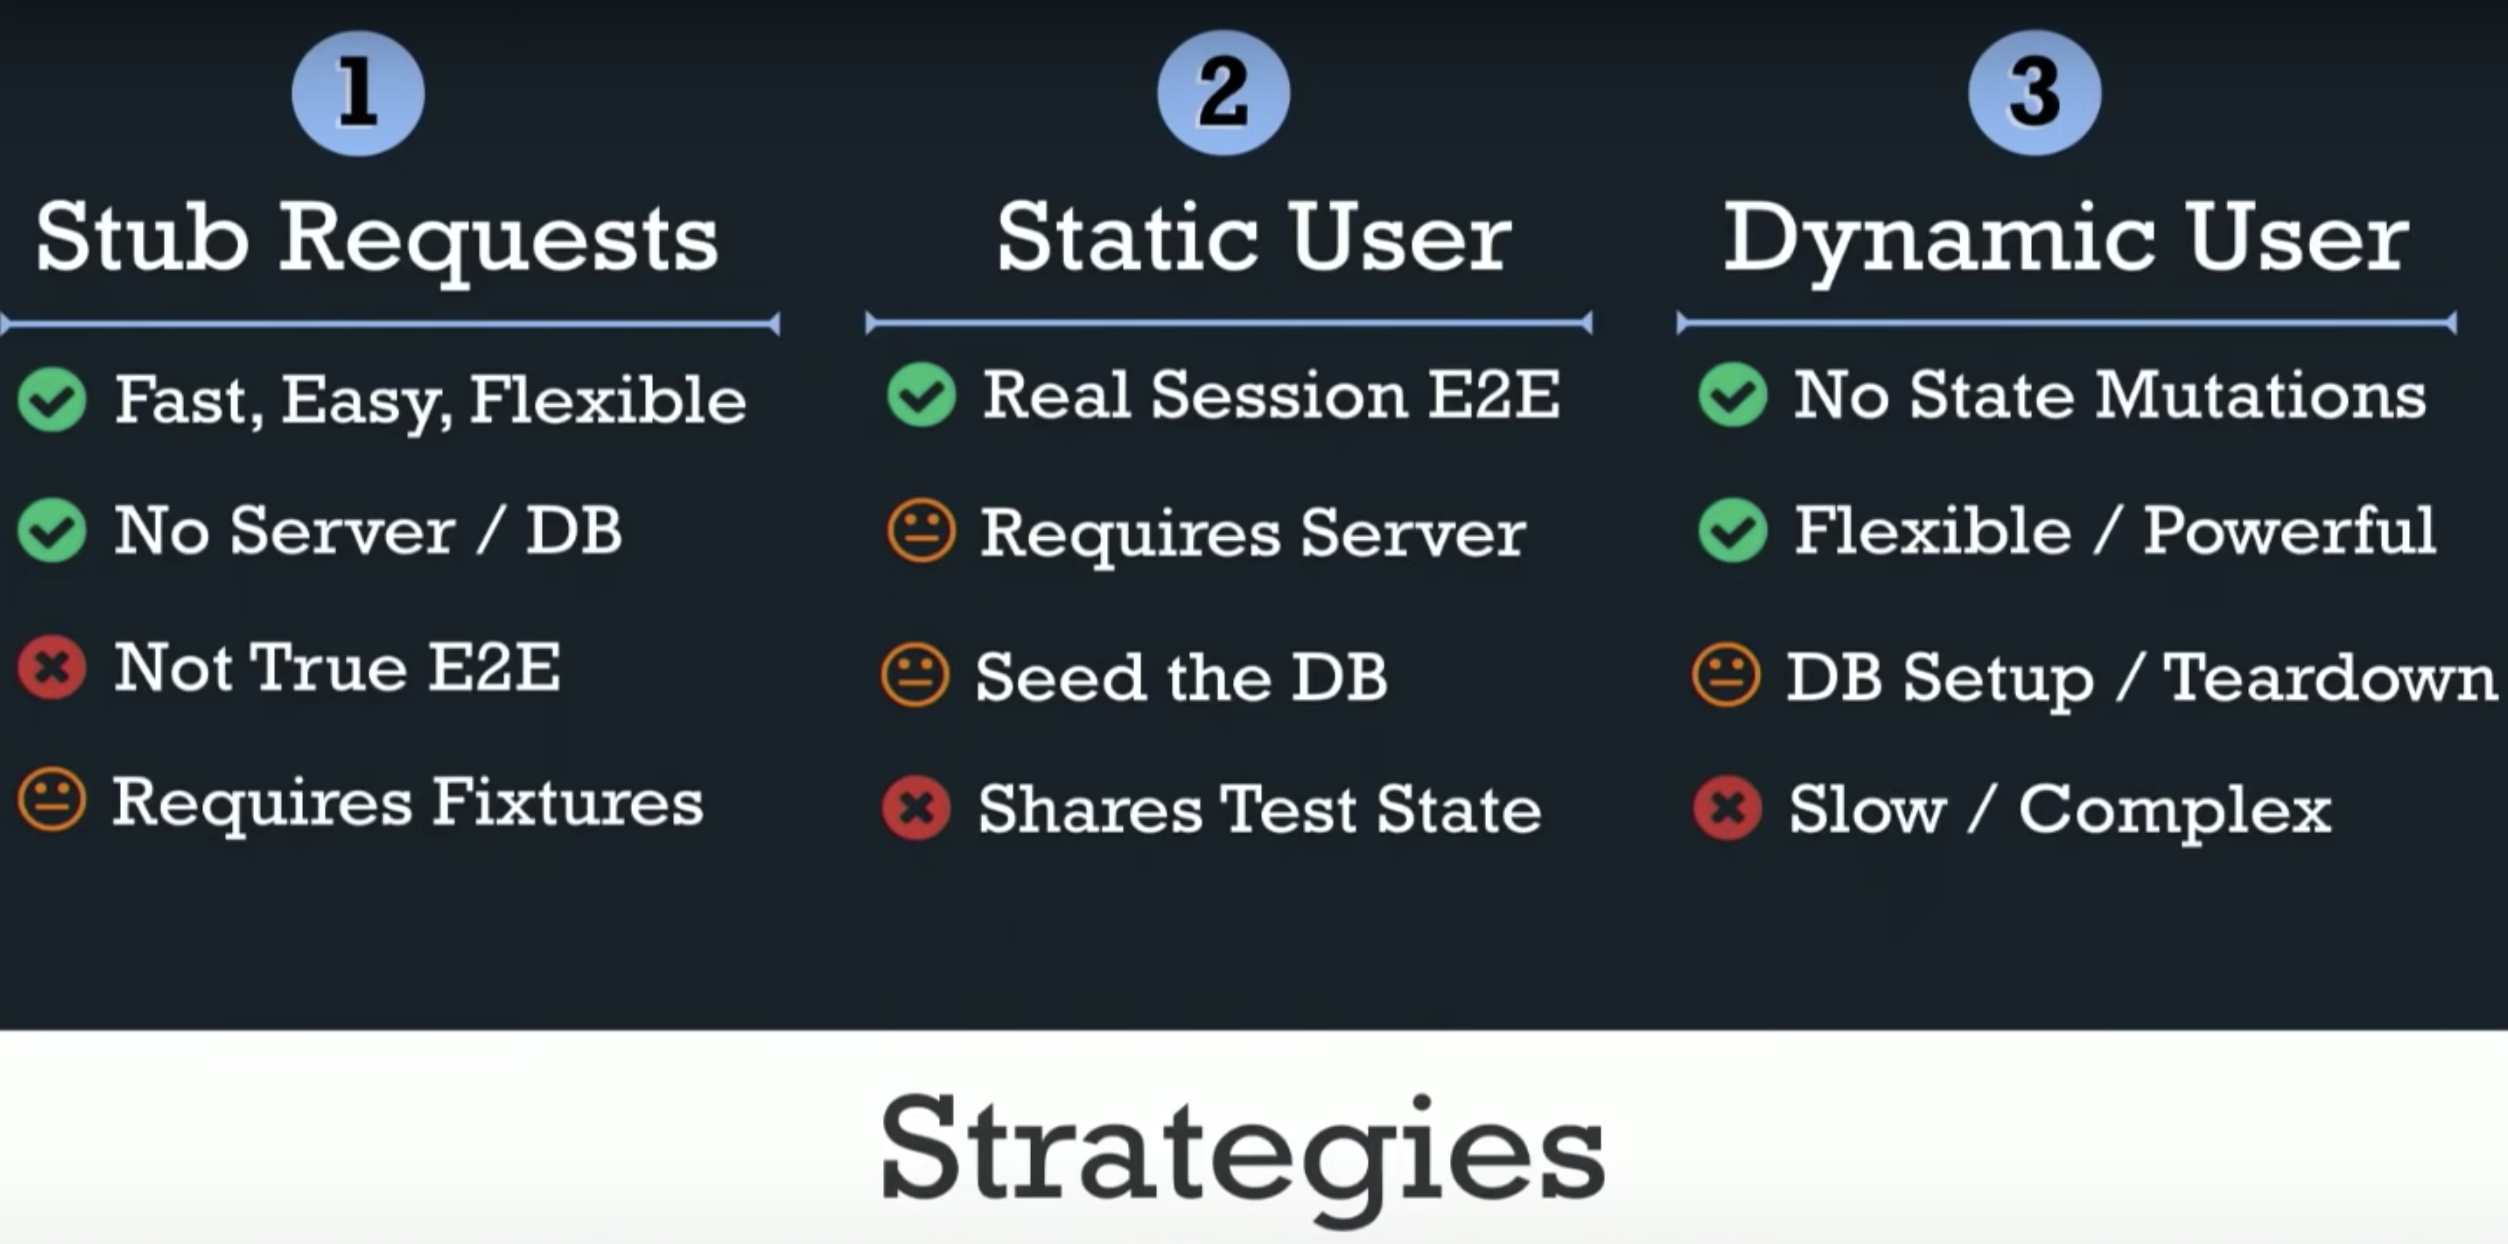 1
Stub Requests
Fast, Easy, Flexible
No Server / DB
Not True E2E
Requires Fixtures
2
Static User
Real Session E2E
Requires Server
Seed the DB
Shares Test State
3
Dynamic User
No State Mutations
Flexible / Powerful
DB Setup / Teardown
Slow / Complex
Strategies